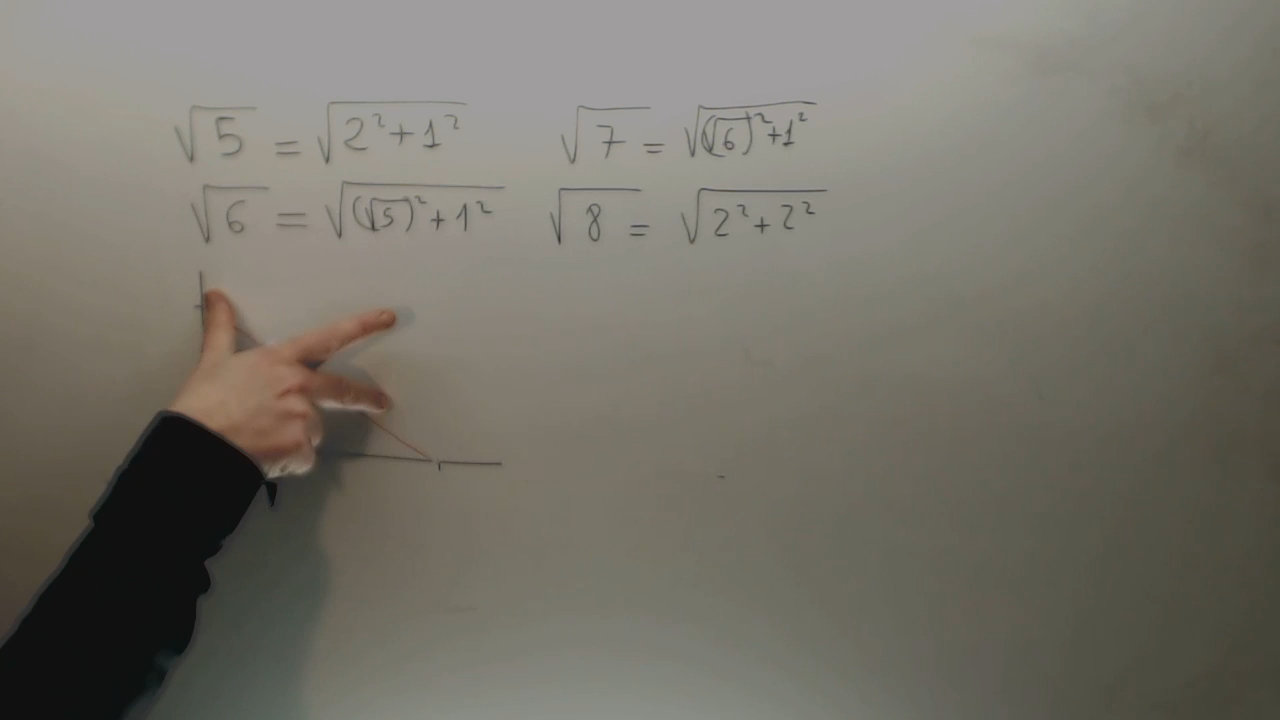 √5 = √(2²+1²)
√6 = √((√5)²+1²)
√7 = √((√6)²+1²)
√8 = √(2²+2²)